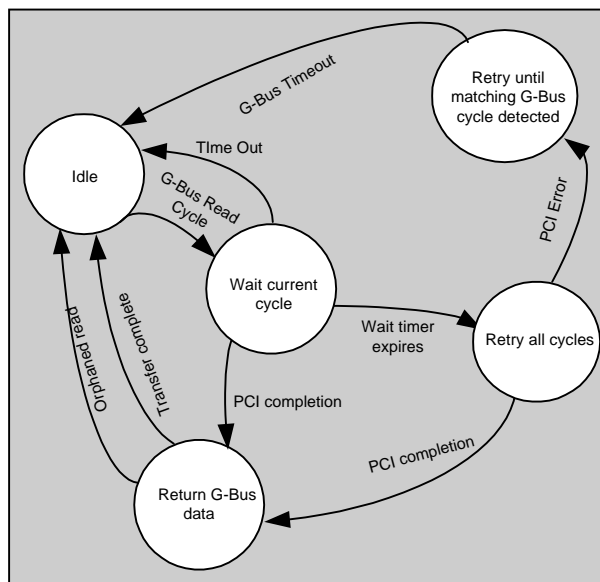 Retry until
matching G-Bus
cycle detected
G-Bus Timeout
TIme Out
Idle
G-Bus Read
Cycle
PCI Error
Wait current
cycle
Wait timer
expires
Retry all cycles
Orphaned read
Transfer complete
PCI completion
PCI completion
Return G-Bus
data